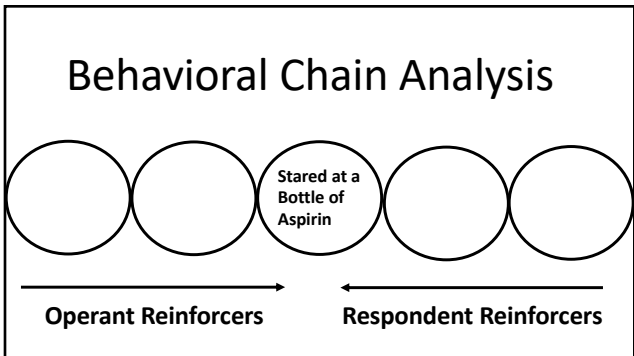 Behavioral Chain Analysis
Stared at a
Bottle of
Aspirin
Operant Reinforcers
Respondent Reinforcers